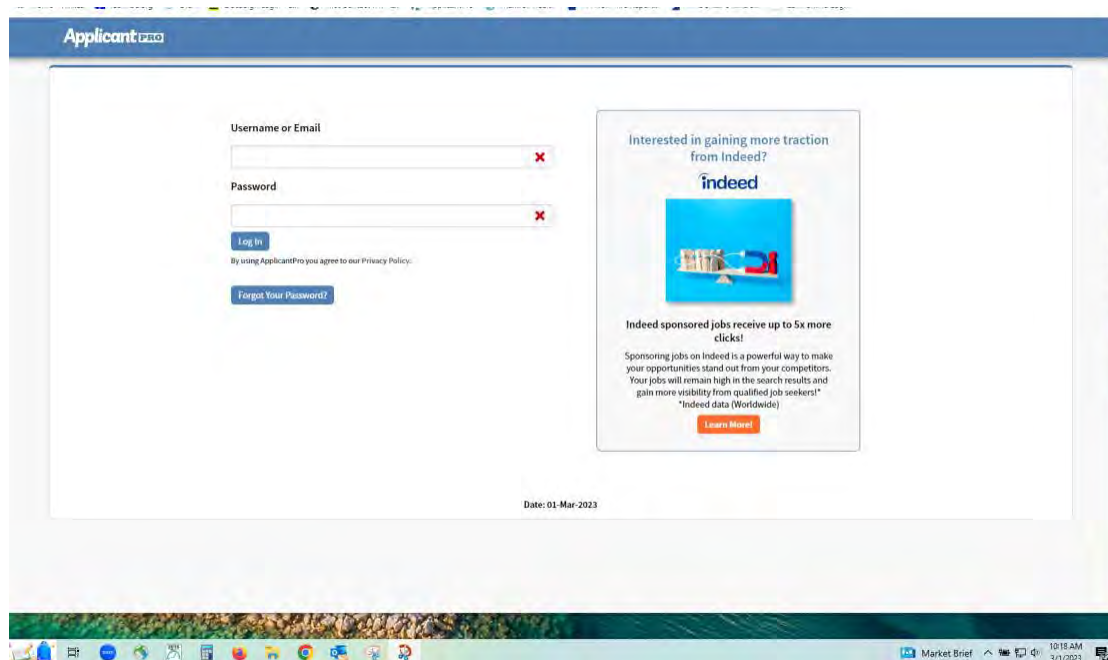 Applicant PRO
Username or Email
Password
Log In
By using ApplicantPro you agree to our Privacy Policy.
Forgot Your Password?
Interested in gaining more traction
from Indeed?
indeed
Indeed sponsored jobs receive up to 5x more
clicks!
Sponsoring jobs on Indeed is a powerful way to make
your opportunities stand out from your competitors.
Your jobs will remain high in the search results and
gain more visibility from qualified job seekers!*
*Indeed data (Worldwide)
Learn More!
Date: 01-Mar-2023
Market Brief
10:18 AM
3/1/2023